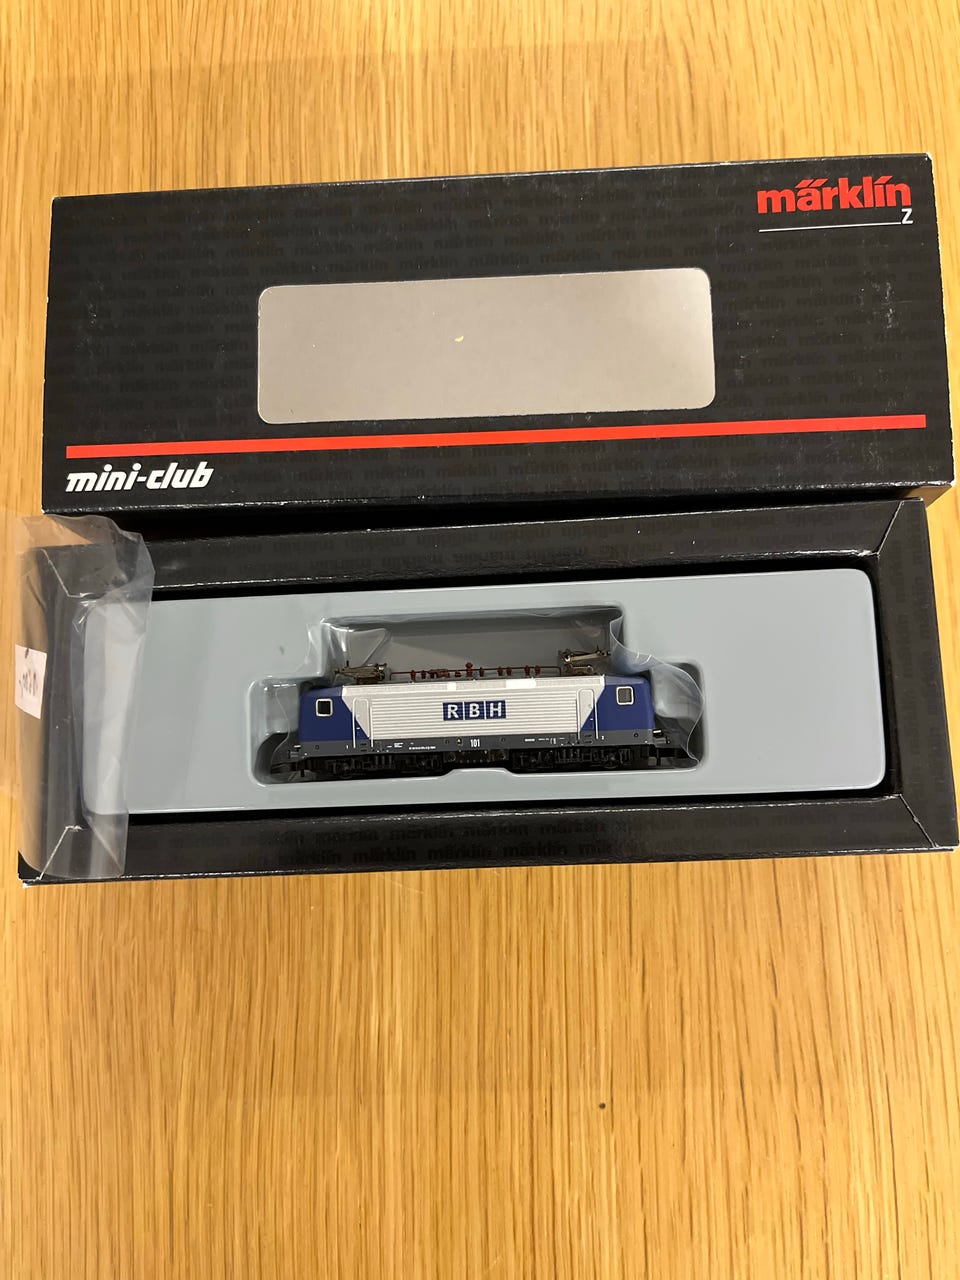 märklin
Z
mini-club
RBH
101